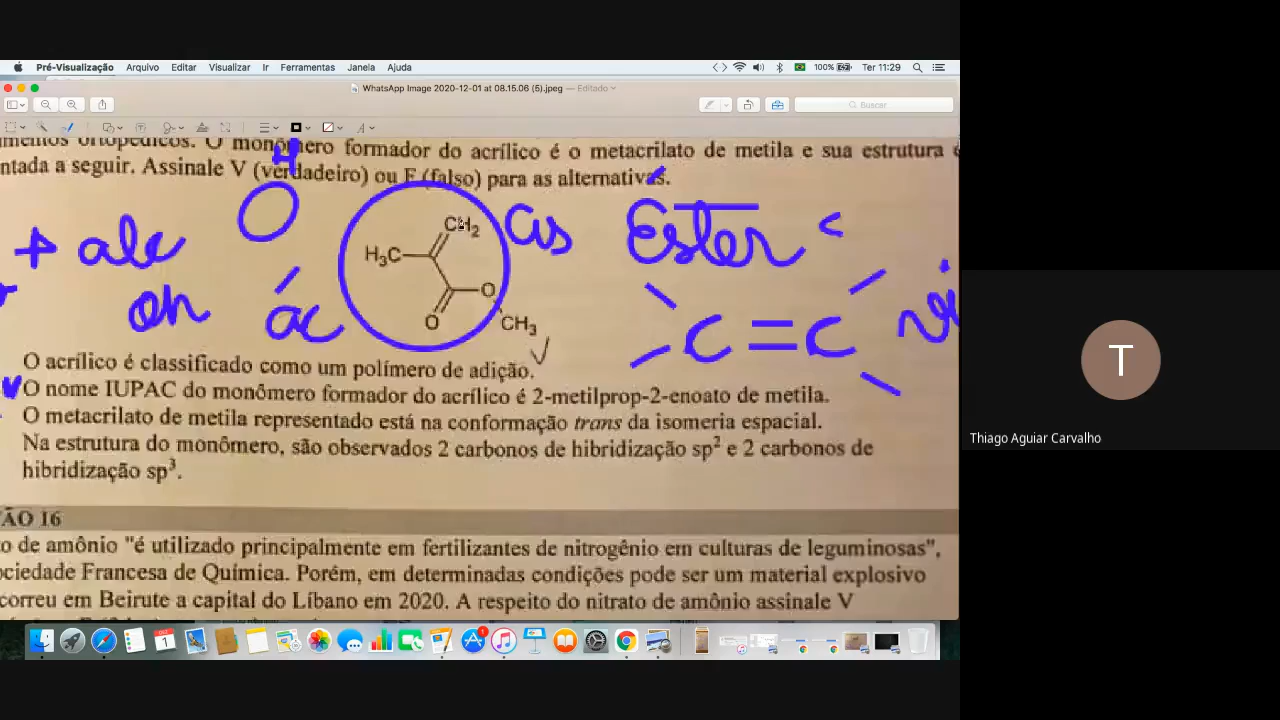 Pré-Visualização Arquivo Editar Visualizar Ir Ferramentas Janela Ajuda 100% Ter 11:29
WhatsApp Image 2020-12-01 at 08.15.06 (5).jpeg — Editado
Buscar
ortopédicos. O monômero formador do acrílico é o metacrilato de metila e sua estrutura é
ntada a seguir. Assinale V (verdadeiro) ou F (falso) para as alternativas.
H
O
+ alc
oh
ác
CH₂
H₃C
O
O
CH₃
cis
Éster
C = C
O acrílico é classificado como um polímero de adição. V
V O nome IUPAC do monômero formador do acrílico é 2-metilprop-2-enoato de metila.
O metacrilato de metila representado está na conformação trans da isomeria espacial.
Na estrutura do monômero, são observados 2 carbonos de hibridização sp² e 2 carbonos de
hibridização sp³.
ÃO 16
o de amônio "é utilizado principalmente em fertilizantes de nitrogênio em culturas de leguminosas",
ociedade Francesa de Química. Porém, em determinadas condições pode ser um material explosivo
correu em Beirute a capital do Líbano em 2020. A respeito do nitrato de amônio assinale V
T
Thiago Aguiar Carvalho